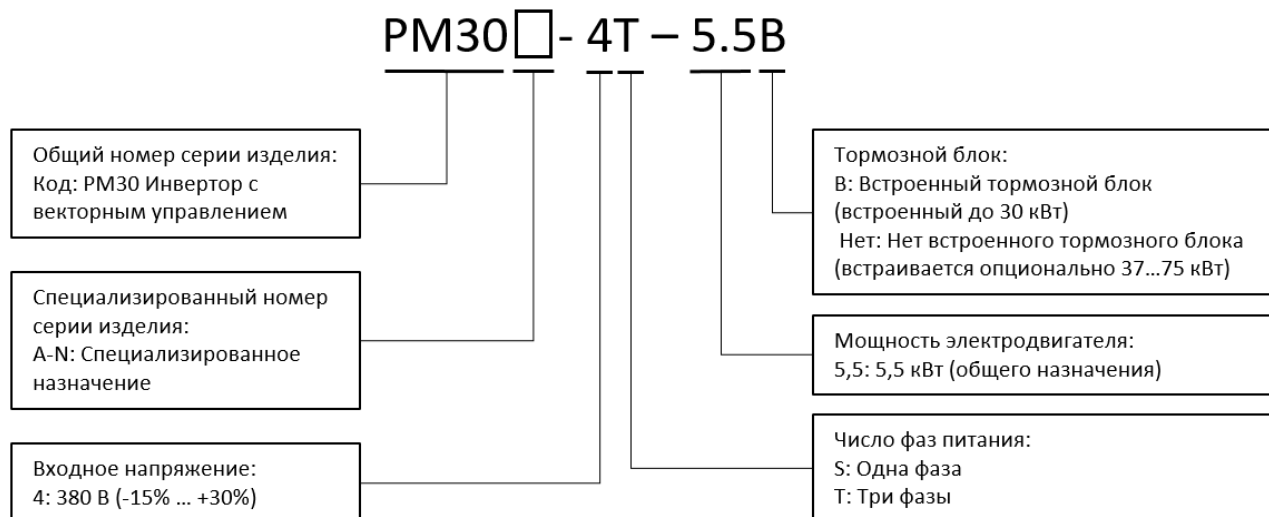 PM30□- 4T – 5.5B
Общий номер серии изделия:
Код: PM30 Инвертор с
векторным управлением
Специализированный номер
серии изделия:
A-N: Специализированное
назначение
Входное напряжение:
4: 380 В (-15% ... +30%)
Тормозной блок:
B: Встроенный тормозной блок
(встроенный до 30 кВт)
Нет: Нет встроенного тормозного блока
(встраивается опционально 37...75 кВт)
Мощность электродвигателя:
5,5: 5,5 кВт (общего назначения)
Число фаз питания:
S: Одна фаза
T: Три фазы